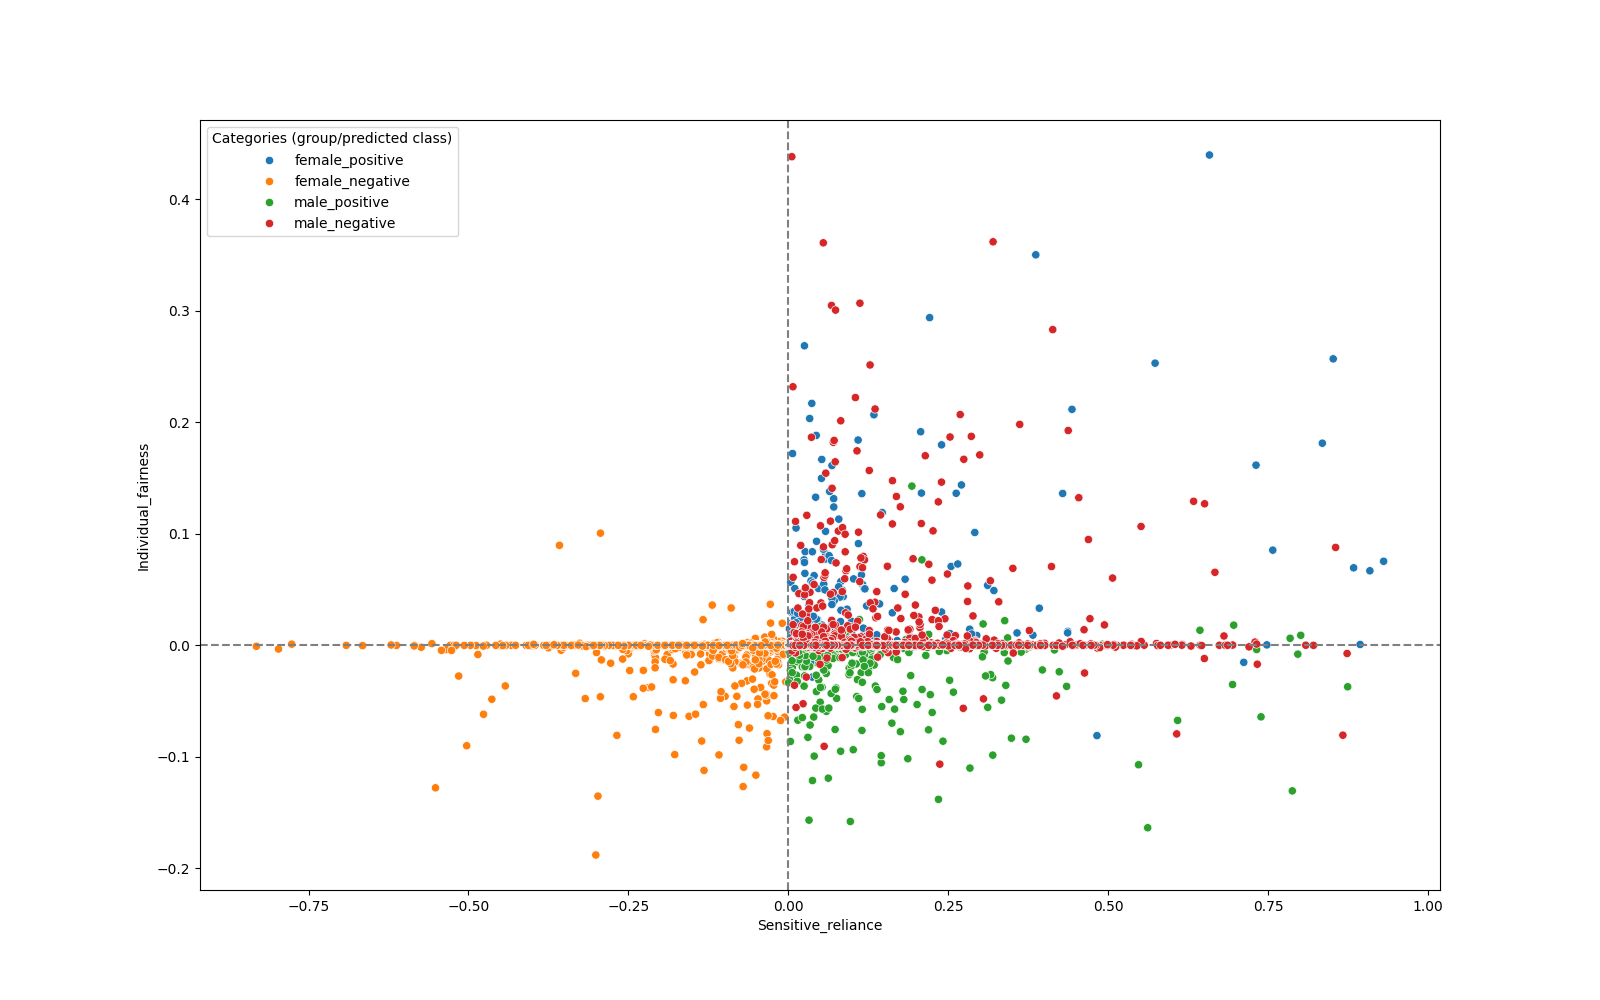 Categories (group/predicted class)
female_positive
female_negative
male_positive
male_negative
Individual_fairness
0.4
0.3
0.2
0.1
0.0
−0.1
−0.2
−0.75
−0.50
−0.25
0.00
0.25
0.50
0.75
1.00
Sensitive_reliance